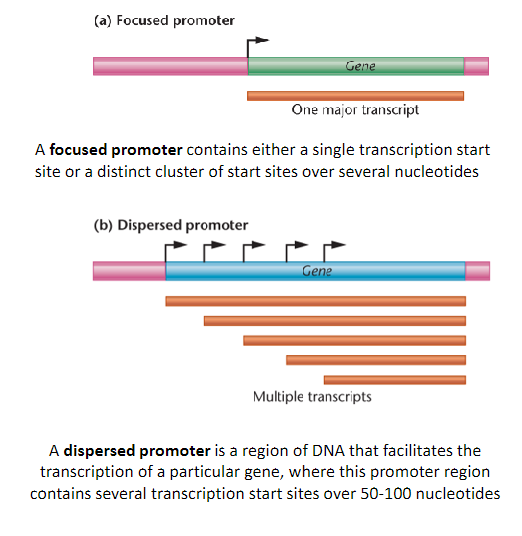 (a) Focused promoter
Gene
One major transcript
A focused promoter contains either a single transcription start
site or a distinct cluster of start sites over several nucleotides
(b) Dispersed promoter
Gene
Multiple transcripts
A dispersed promoter is a region of DNA that facilitates the
transcription of a particular gene, where this promoter region
contains several transcription start sites over 50-100 nucleotides